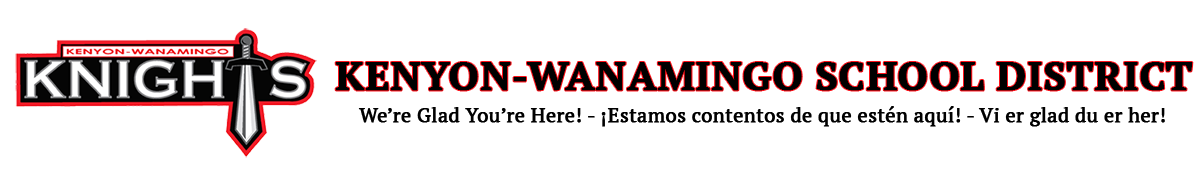 KENYON-WANAMINGO
KNIGHTS
KENYON-WANAMINGO SCHOOL DISTRICT
We're Glad You're Here! - ¡Estamos contentos de que estén aquí! - Vi er glad du er her!